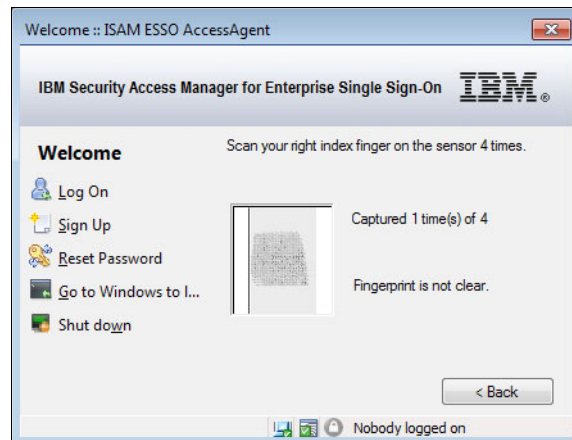 Welcome :: ISAM ESSO AccessAgent
IBM Security Access Manager for Enterprise Single Sign-On
IBM®
Welcome
Log On
Sign Up
Reset Password
Go to Windows to l...
Shut down
Scan your right index finger on the sensor 4 times.
Captured 1 time(s) of 4
Fingerprint is not clear.
< Back
Nobody logged on